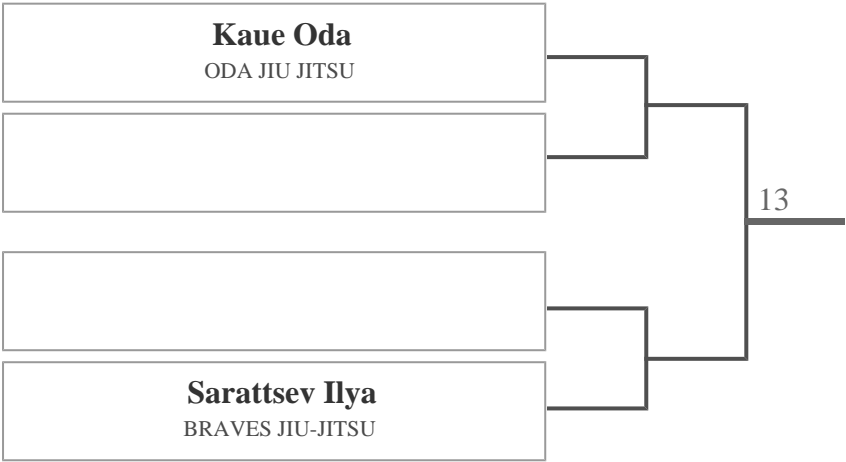 Kaue Oda
ODA JIU JITSU
13
Sarattsev Ilya
BRAVES JIU-JITSU